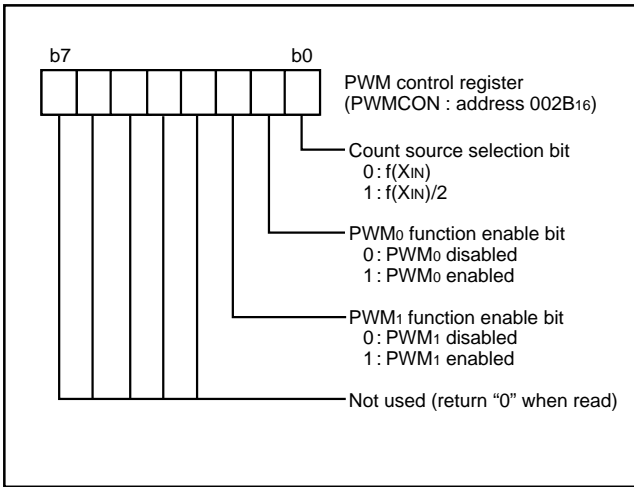 b7 b0
PWM control register
(PWMCON : address 002B16)
Count source selection bit
0 : f(XIN)
1 : f(XIN)/2
PWM0 function enable bit
0 : PWM0 disabled
1 : PWM0 enabled
PWM1 function enable bit
0 : PWM1 disabled
1 : PWM1 enabled
Not used (return “0” when read)